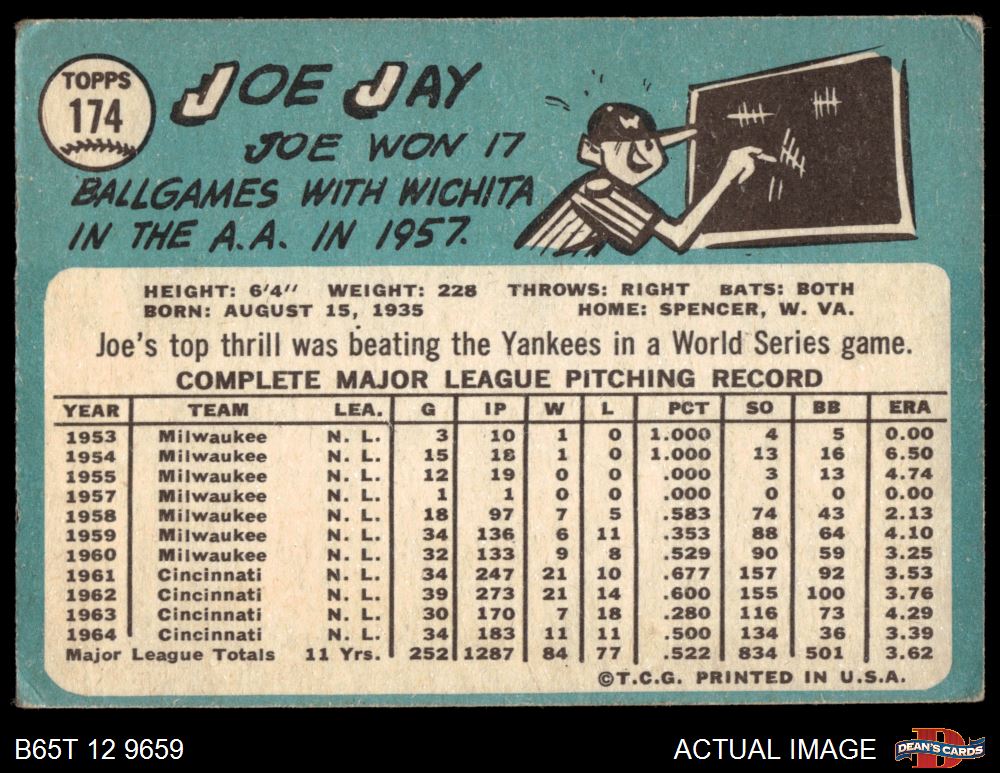 TOPPS
174
JOE JAY
JOE WON 17
BALLGAMES WITH WICHITA
IN THE A.A. IN 1957.
W
HEIGHT: 6'4" WEIGHT: 228 THROWS: RIGHT BATS: BOTH
BORN: AUGUST 15, 1935 HOME: SPENCER, W. VA.
Joe's top thrill was beating the Yankees in a World Series game.
COMPLETE MAJOR LEAGUE PITCHING RECORD
YEAR TEAM LEA. G IP W L PCT SO BB ERA
1953 Milwaukee N. L. 3 10 1 0 1.000 4 5 0.00
1954 Milwaukee N. L. 15 18 1 0 1.000 13 16 6.50
1955 Milwaukee N. L. 12 19 0 0 .000 3 13 4.74
1957 Milwaukee N. L. 1 1 0 0 .000 0 0 0.00
1958 Milwaukee N. L. 18 97 7 5 .583 74 43 2.13
1959 Milwaukee N. L. 34 136 6 11 .353 88 64 4.10
1960 Milwaukee N. L. 32 133 9 8 .529 90 59 3.25
1961 Cincinnati N. L. 34 247 21 10 .677 157 92 3.53
1962 Cincinnati N. L. 39 273 21 14 .600 155 100 3.76
1963 Cincinnati N. L. 30 170 7 18 .280 116 73 4.29
1964 Cincinnati N. L. 34 183 11 11 .500 134 36 3.39
Major League Totals 11 Yrs. 252 1287 84 77 .522 834 501 3.62
©T.C.G. PRINTED IN U.S.A.
B65T 12 9659 ACTUAL IMAGE
D
DEAN'S CARDS